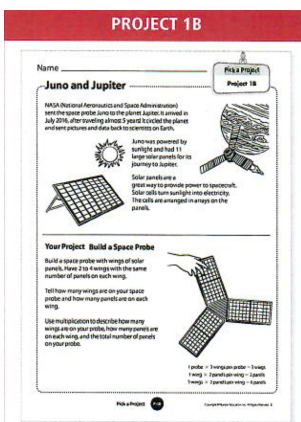 PROJECT 1B
Name
Pick a Project
Project 1B
Juno and Jupiter
NASA (National Aeronautics and Space Administration)
sent the space probe Juno to the planet Jupiter. It arrived in
July 2016, after traveling almost 5 years! It circled the planet
and sent pictures and data back to scientists on Earth.
Juno was powered by
sunlight and had 11
large solar panels for its
journey to Jupiter.
Solar panels are a
great way to provide power to spacecraft.
Solar cells turn sunlight into electricity.
The cells are arranged in arrays on the
panels.
Your Project Build a Space Probe
Build a space probe with wings of solar
panels. Have 2 to 4 wings with the same
number of panels on each wing.
Tell how many wings are on your space
probe and how many panels are on each
wing.
Use multiplication to describe how many
wings are on your probe, how many panels are
on each wing, and the total number of panels
on your probe.
1 probe × 3 wings per probe = 3 wings
1 wing × 2 panels per wing = 2 panels
3 wings × 2 panels per wing = 6 panels
Pick a Project